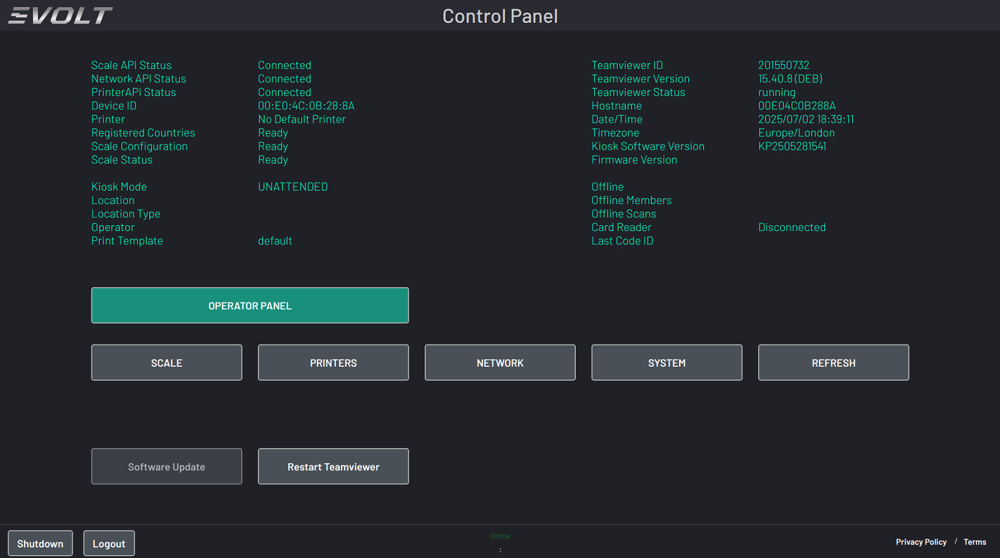 EVOLT
Control Panel
Scale API Status Connected
Network API Status Connected
PrinterAPI Status Connected
Device ID 00:E0:4C:0B:28:8A
Printer No Default Printer
Registered Countries Ready
Scale Configuration Ready
Scale Status Ready
Kiosk Mode UNATTENDED
Location
Location Type
Operator
Print Template default
Teamviewer ID 201550732
Teamviewer Version 15.40.8 (DEB)
Teamviewer Status running
Hostname 00E04C0B288A
Date/Time 2025/07/02 18:39:11
Timezone Europe/London
Kiosk Software Version KP2505281541
Firmware Version
Offline
Offline Members
Offline Scans
Card Reader Disconnected
Last Code ID
OPERATOR PANEL
SCALE PRINTERS NETWORK SYSTEM REFRESH
Software Update Restart Teamviewer
Shutdown Logout
Online
:
Privacy Policy / Terms